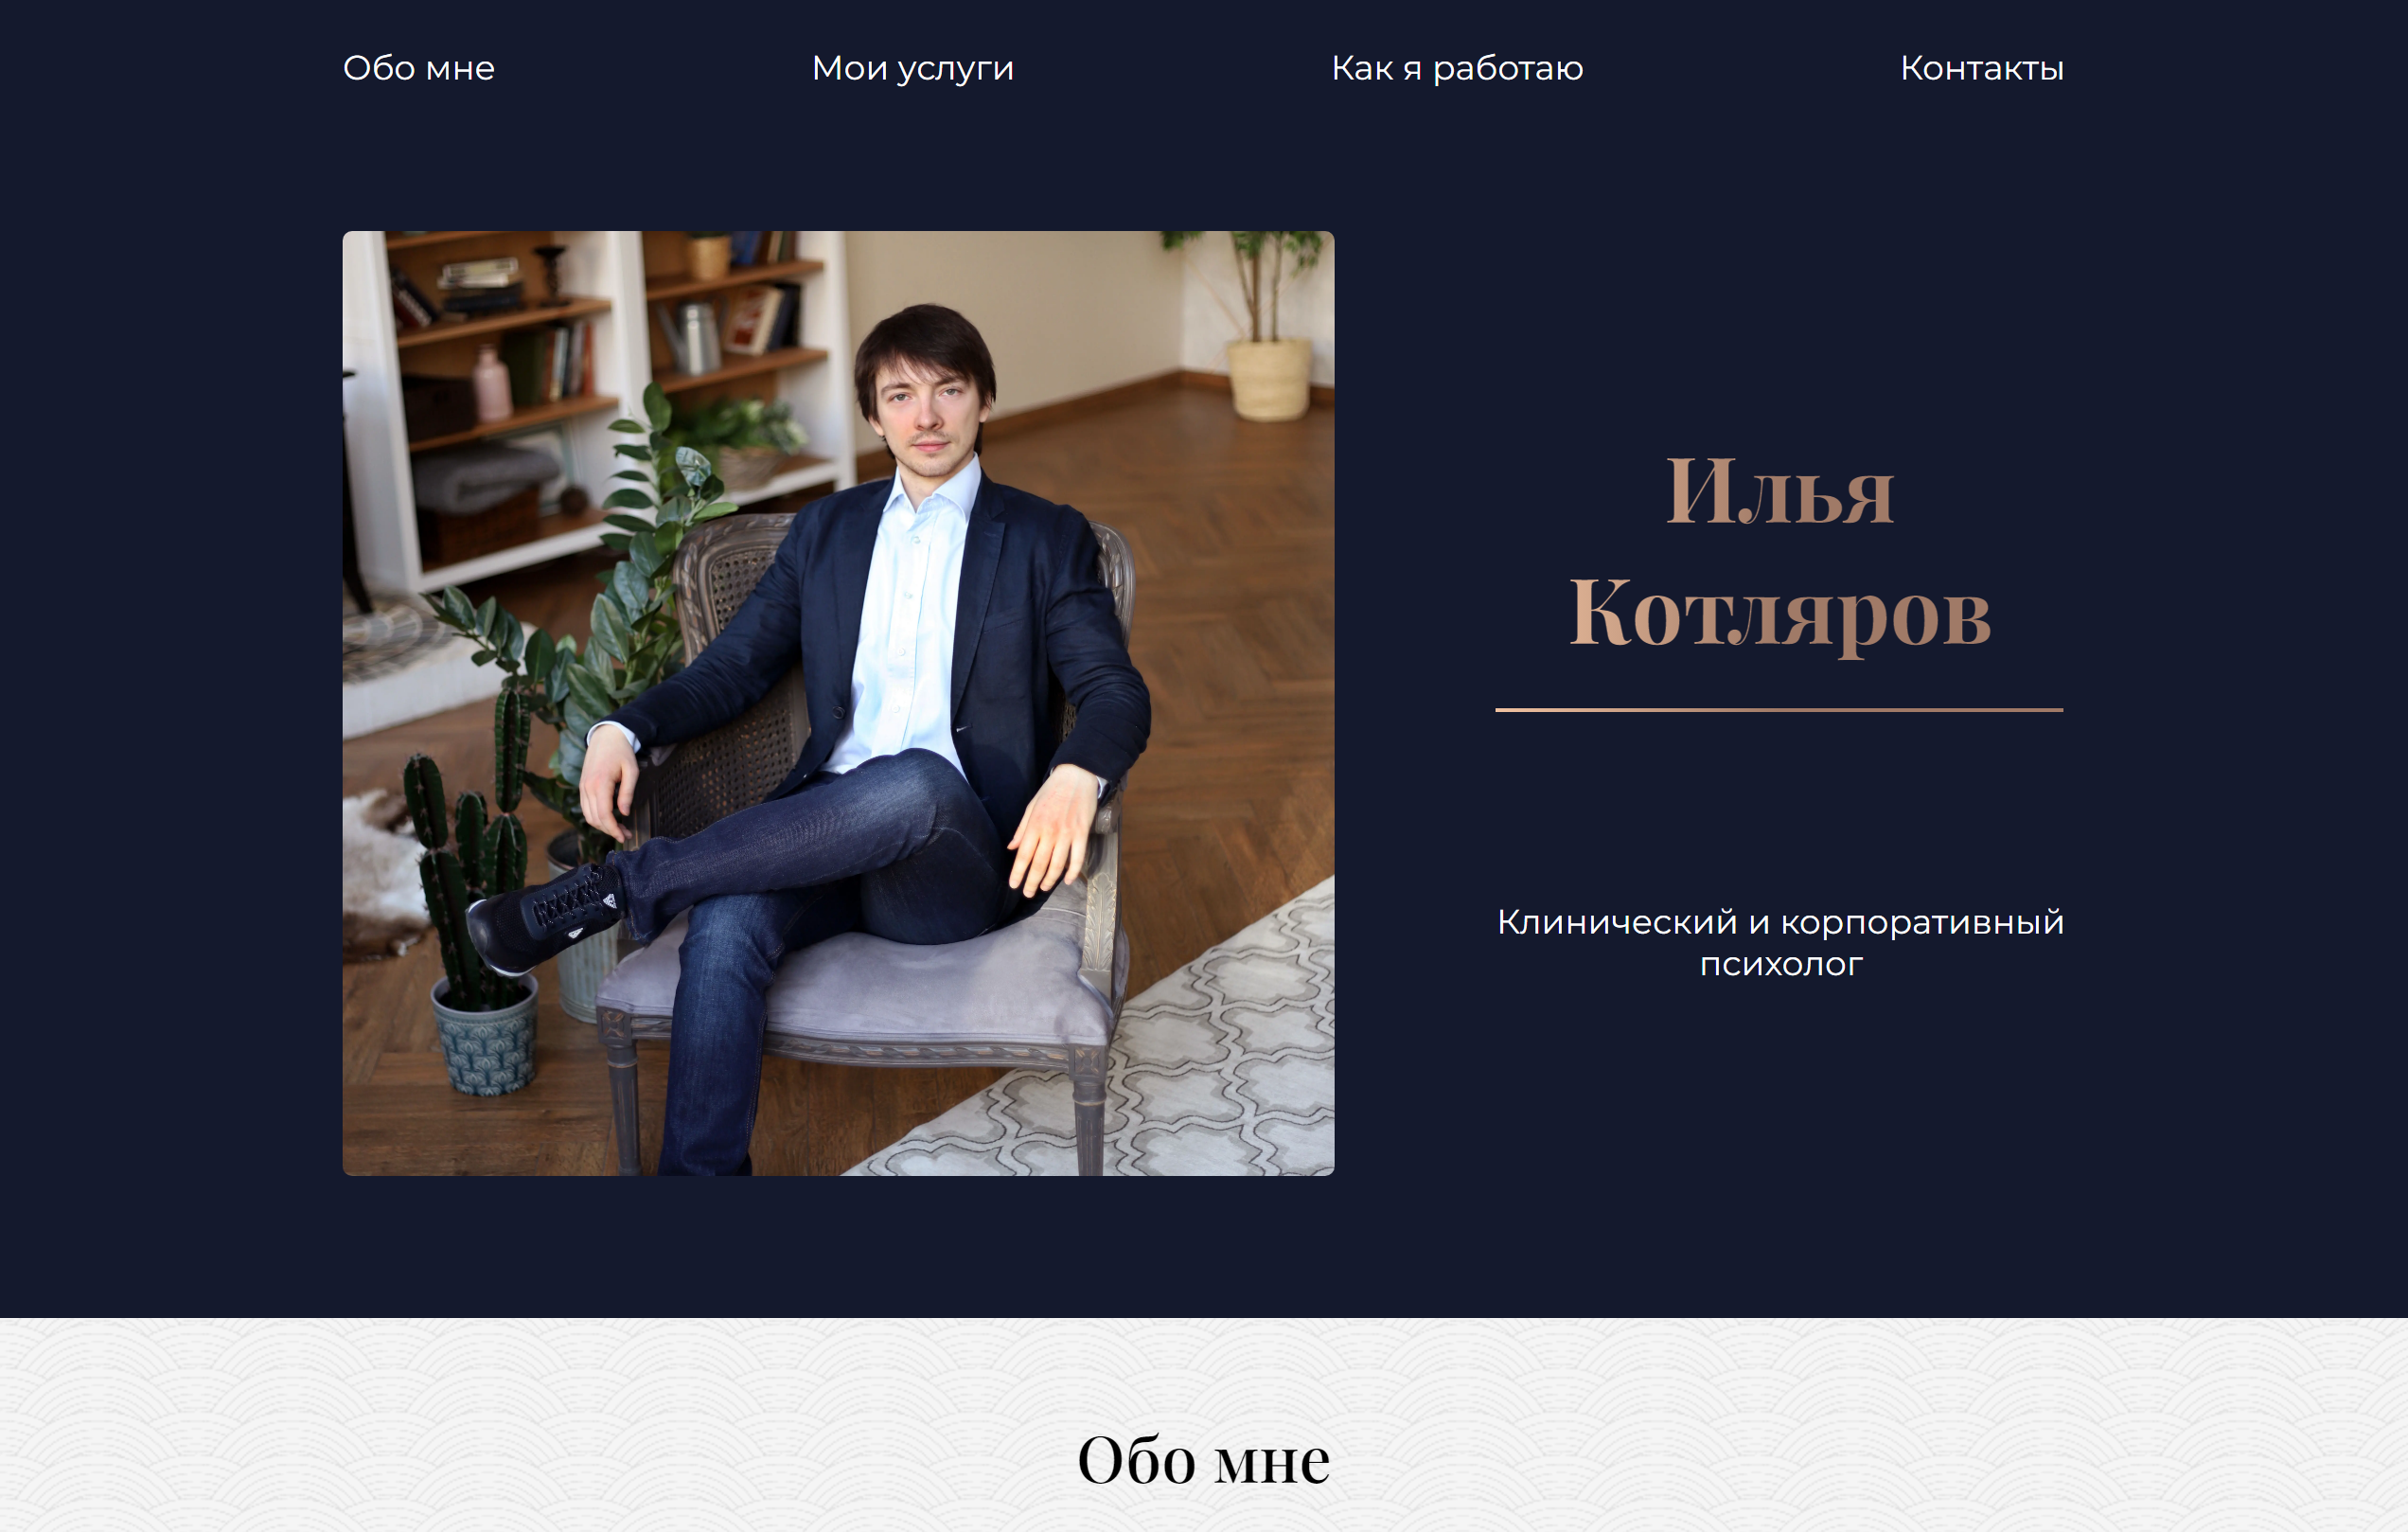 Обо мне
Мои услуги
Как я работаю
Контакты
Илья
Котляров
Клинический и корпоративный
психолог
Обо мне